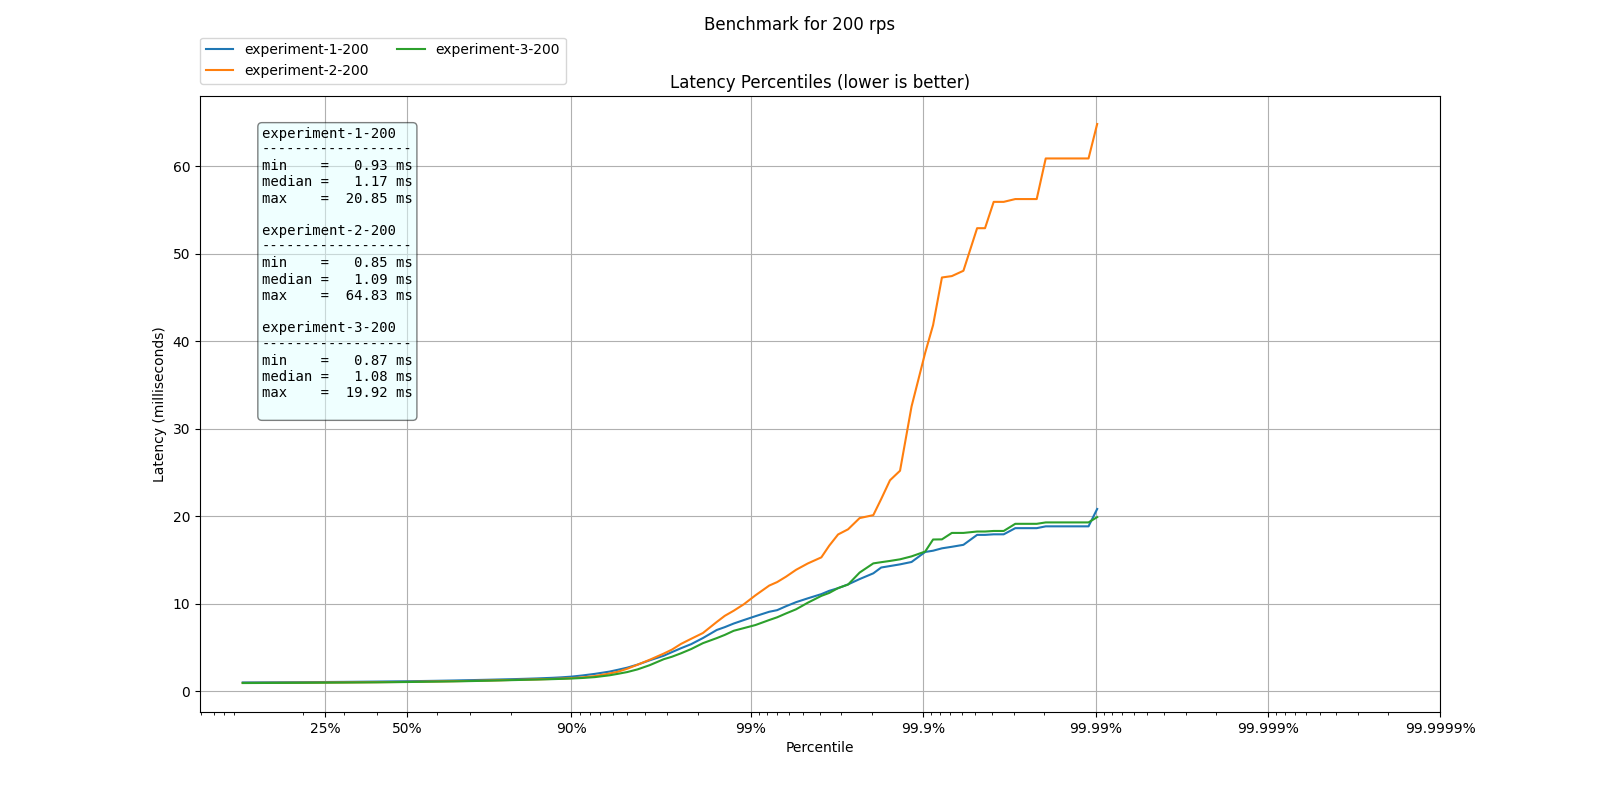 Benchmark for 200 rps
experiment-1-200
experiment-2-200
experiment-3-200
Latency Percentiles (lower is better)
experiment-1-200
------------------
min    =   0.93 ms
median =   1.17 ms
max    =  20.85 ms
experiment-2-200
------------------
min    =   0.85 ms
median =   1.09 ms
max    =  64.83 ms
experiment-3-200
------------------
min    =   0.87 ms
median =   1.08 ms
max    =  19.92 ms
Latency (milliseconds)
60
50
40
30
20
10
0
25% 50% 90% 99% 99.9% 99.99% 99.999% 99.9999%
Percentile